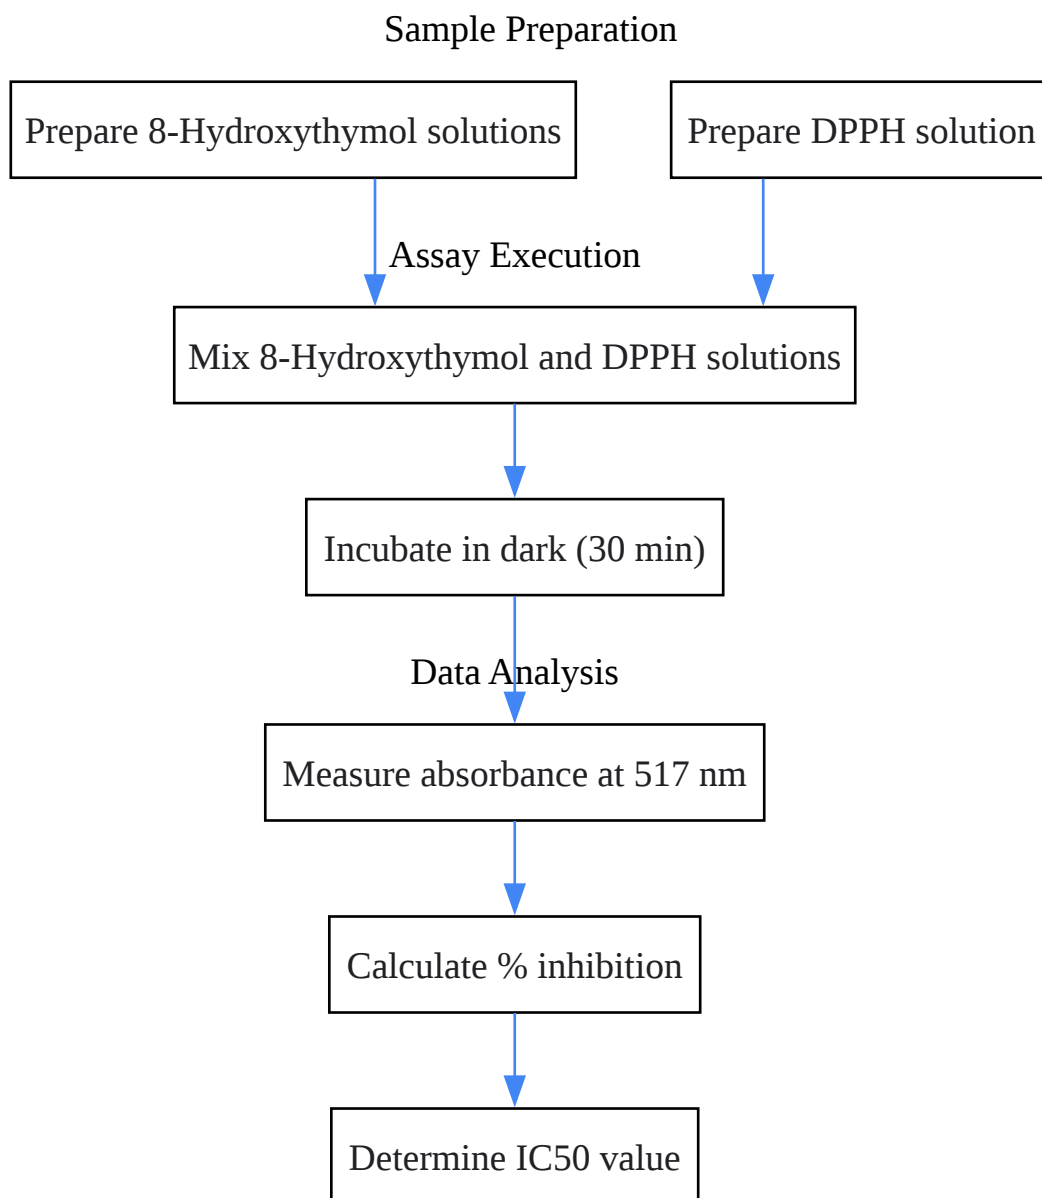 Sample Preparation
Prepare 8-Hydroxythymol solutions
Prepare DPPH solution
Assay Execution
Mix 8-Hydroxythymol and DPPH solutions
Incubate in dark (30 min)
Data Analysis
Measure absorbance at 517 nm
Calculate % inhibition
Determine IC50 value